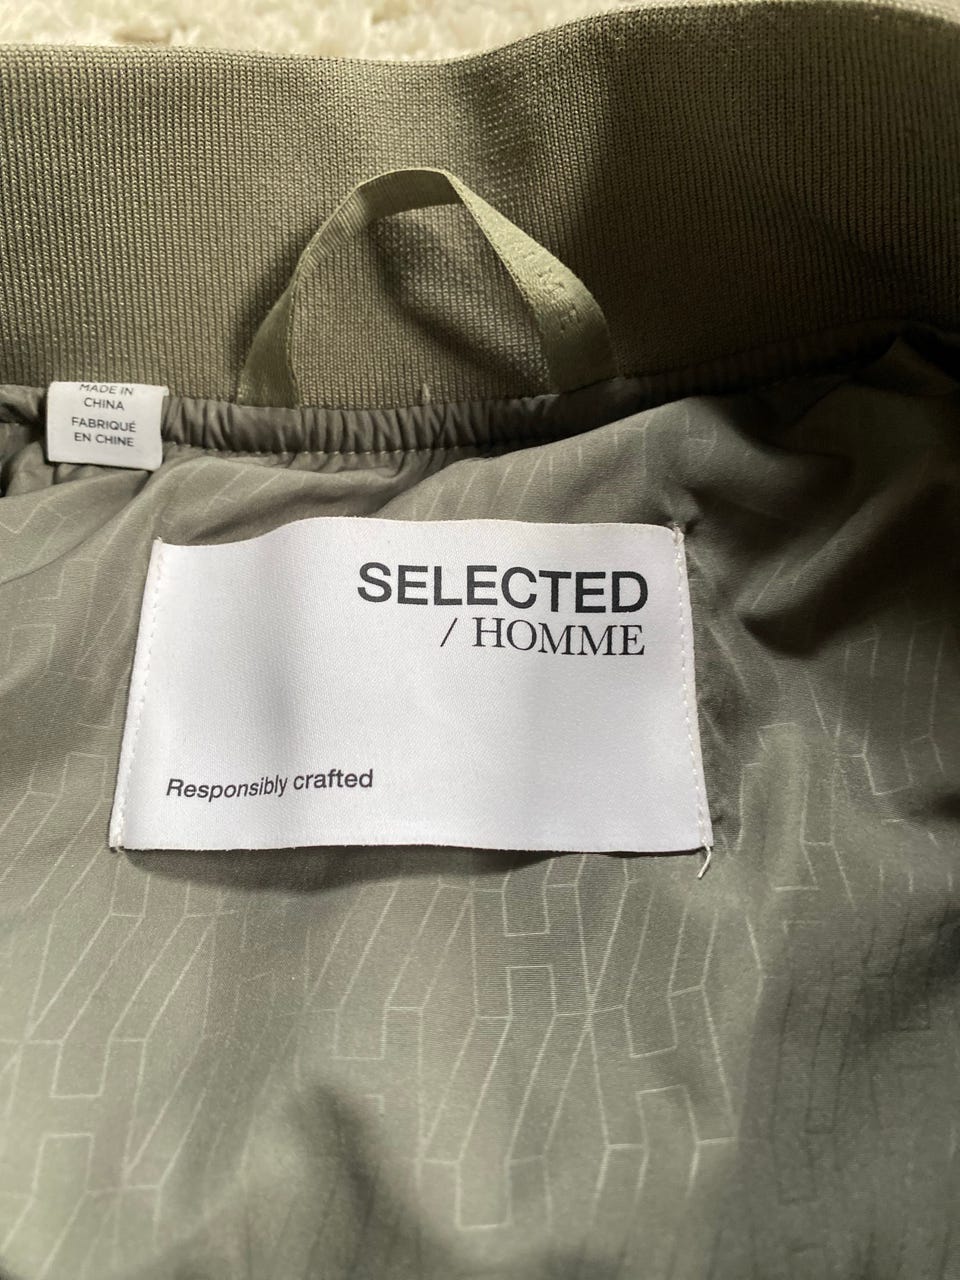 MADE IN
CHINA
FABRIQUÉ
EN CHINE
SELECTED
/ HOMME
Responsibly crafted